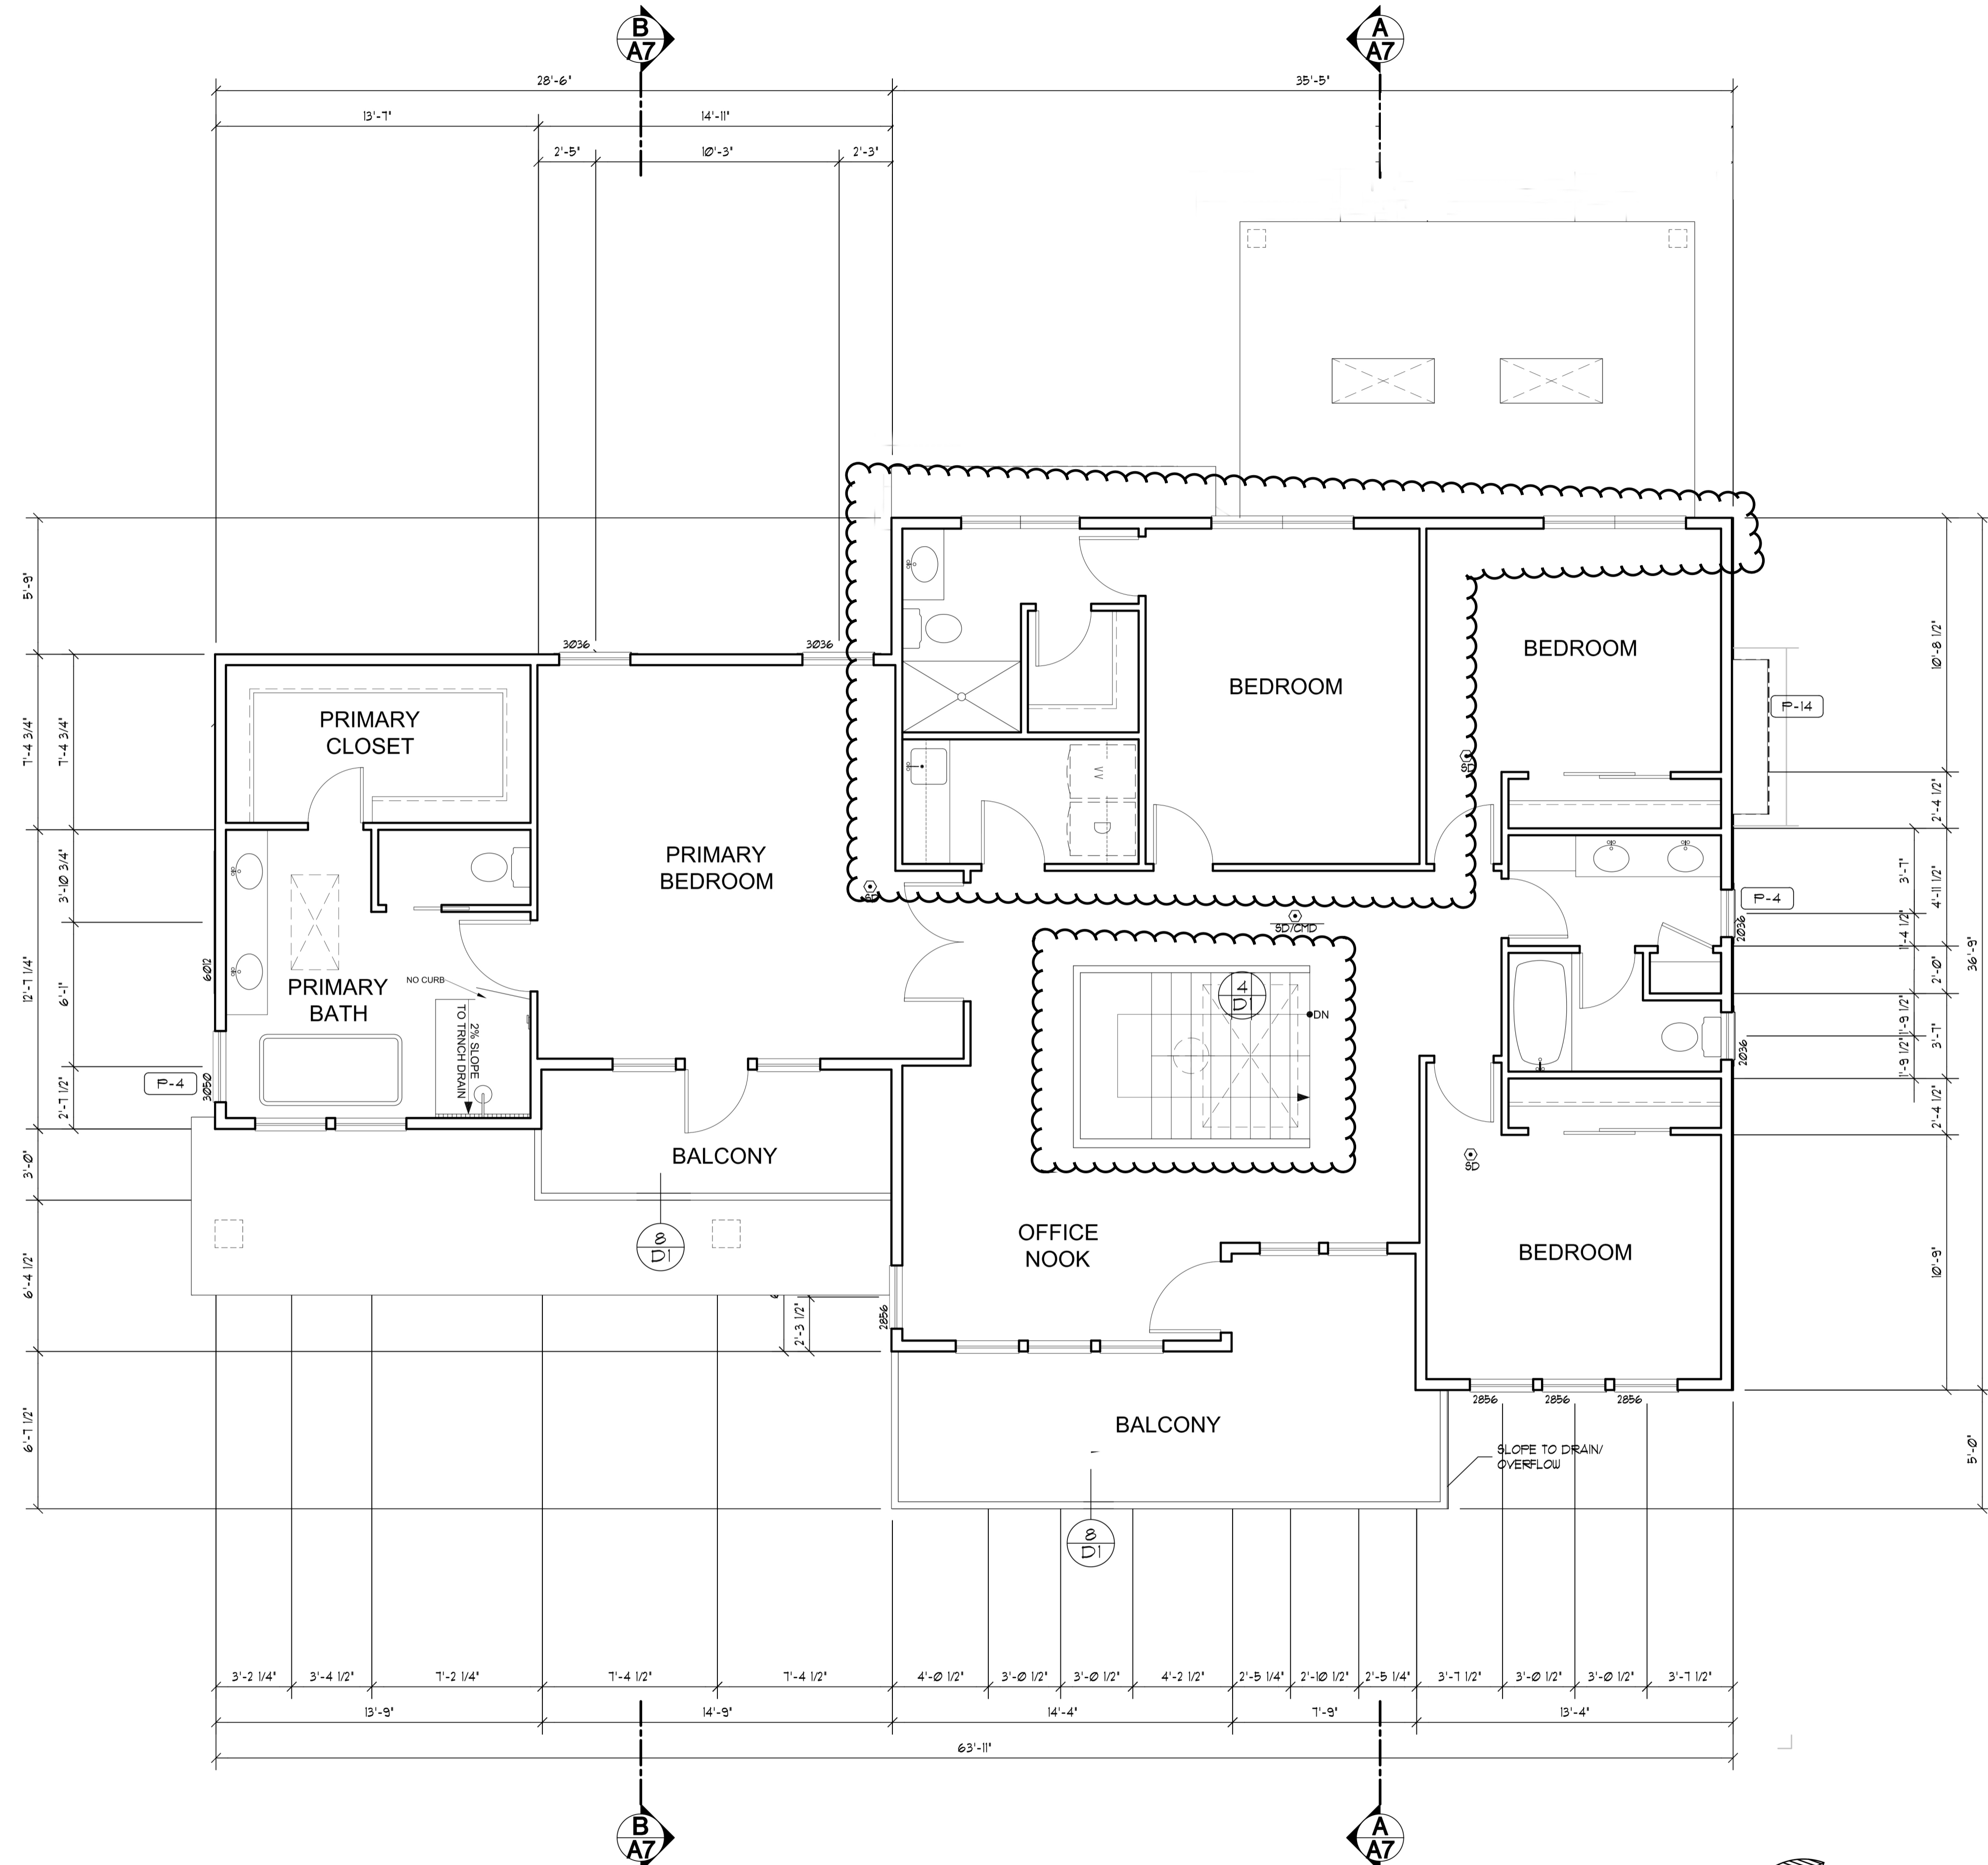 B
A7
A
A7
28'-6"
35'-5"
13'-7"
14'-11"
2'-5"
10'-3"
2'-3"
5'-9"
7'-4 3/4"
7'-4 3/4"
12'-7 1/4"
3'-10 3/4"
6'-1"
2'-7 1/2"
3'-0"
6'-4 1/2"
6'-7 1/2"
3036
3036
PRIMARY
CLOSET
PRIMARY
BEDROOM
BEDROOM
BEDROOM
P-14
SD
SD
SD/CMD
W
D
P-4
2036
2036
6012
NO CURB
PRIMARY
BATH
2% SLOPE
TO TRNCH DRAIN
P-4
3050
4
D1
DN
BALCONY
8
D1
OFFICE
NOOK
SD
BEDROOM
2'-3 1/2"
2856
2856
2856
2856
BALCONY
SLOPE TO DRAIN/
OVERFLOW
8
D1
10'-8 1/2"
2'-4 1/2"
3'-7"
4'-11 1/2"
1'-4 1/2"
2'-0"
1'-9 1/2"
3'-7"
1'-9 1/2"
2'-4 1/2"
10'-9"
36'-9"
5'-0"
3'-2 1/4"
3'-4 1/2"
7'-2 1/4"
7'-4 1/2"
7'-4 1/2"
4'-0 1/2"
3'-0 1/2"
3'-0 1/2"
4'-2 1/2"
2'-5 1/4"
2'-10 1/2"
2'-5 1/4"
3'-7 1/2"
3'-0 1/2"
3'-0 1/2"
3'-7 1/2"
13'-9"
14'-9"
14'-4"
7'-9"
13'-4"
63'-11"
B
A7
A
A7